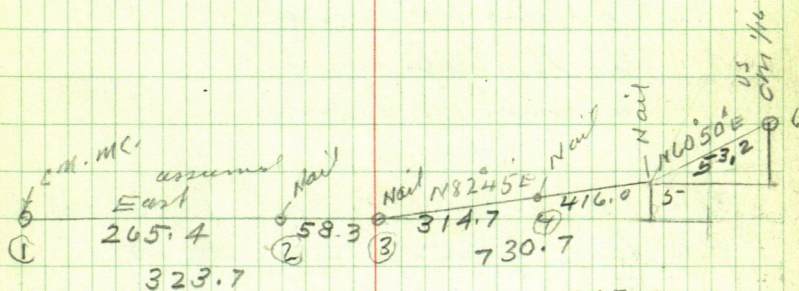 C.M. MC.
assumed
East
265.4
①
Nail
②
58.3
323.7
Nail
③
N82°45'E
314.7
Nail
④
416.0
730.7
Nail
5
N60°50'E
53.2
US
CM 1/16
6